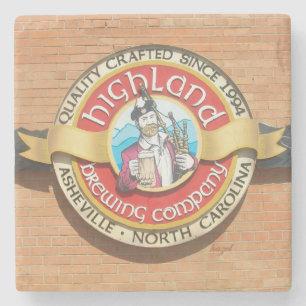 QUALITY CRAFTED SINCE 1994
highland
brewing company
ASHEVILLE • NORTH CAROLINA